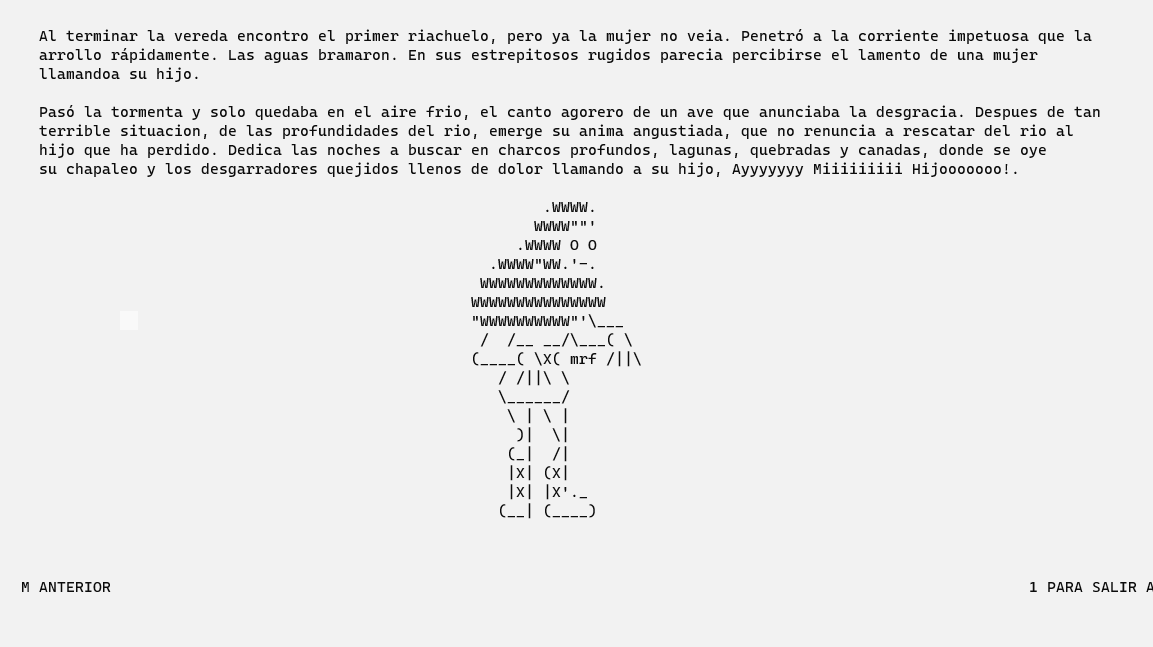 Al terminar la vereda encontro el primer riachuelo, pero ya la mujer no veia. Penetró a la corriente impetuosa que la
arrollo rápidamente. Las aguas bramaron. En sus estrepitosos rugidos parecia percibirse el lamento de una mujer
llamandoa su hijo.
Pasó la tormenta y solo quedaba en el aire frio, el canto agorero de un ave que anunciaba la desgracia. Despues de tan
terrible situacion, de las profundidades del rio, emerge su anima angustiada, que no renuncia a rescatar del rio al
hijo que ha perdido. Dedica las noches a buscar en charcos profundos, lagunas, quebradas y canadas, donde se oye
su chapaleo y los desgarradores quejidos llenos de dolor llamando a su hijo, Ayyyyyyy Miiiiiiiii Hijooooooo!.
.WWWW.
WWWW""'
.WWWW O O
.WWWW"WW.'—.
WWWWWWWWWWWWW.
WWWWWWWWWWWWWWW
"WWWWWWWWWW"'\___
/  /__ __/\___( \
(____( \X( mrf /||\
/ /||\ \
\______/
\ | \ |
)|  \|
(_|  /|
|X| (X|
|X| |X'._
(__| (____)
M ANTERIOR
1 PARA SALIR A